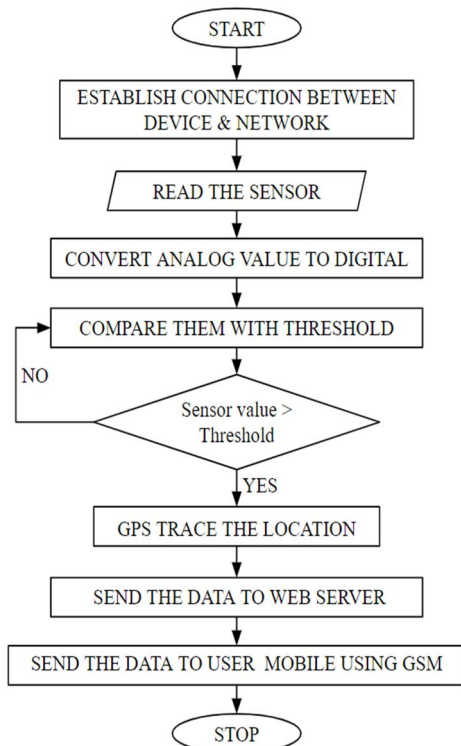 START
ESTABLISH CONNECTION BETWEEN
DEVICE & NETWORK
READ THE SENSOR
CONVERT ANALOG VALUE TO DIGITAL
COMPARE THEM WITH THRESHOLD
NO
Sensor value >
Threshold
YES
GPS TRACE THE LOCATION
SEND THE DATA TO WEB SERVER
SEND THE DATA TO USER MOBILE USING GSM
STOP